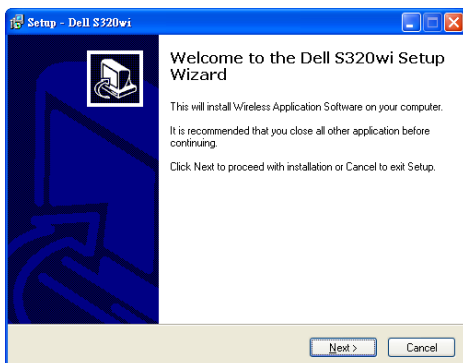 Setup - Dell S320wi
Welcome to the Dell S320wi Setup
Wizard
This will install Wireless Application Software on your computer.
It is recommended that you close all other application before
continuing.
Click Next to proceed with installation or Cancel to exit Setup.
Next >
Cancel